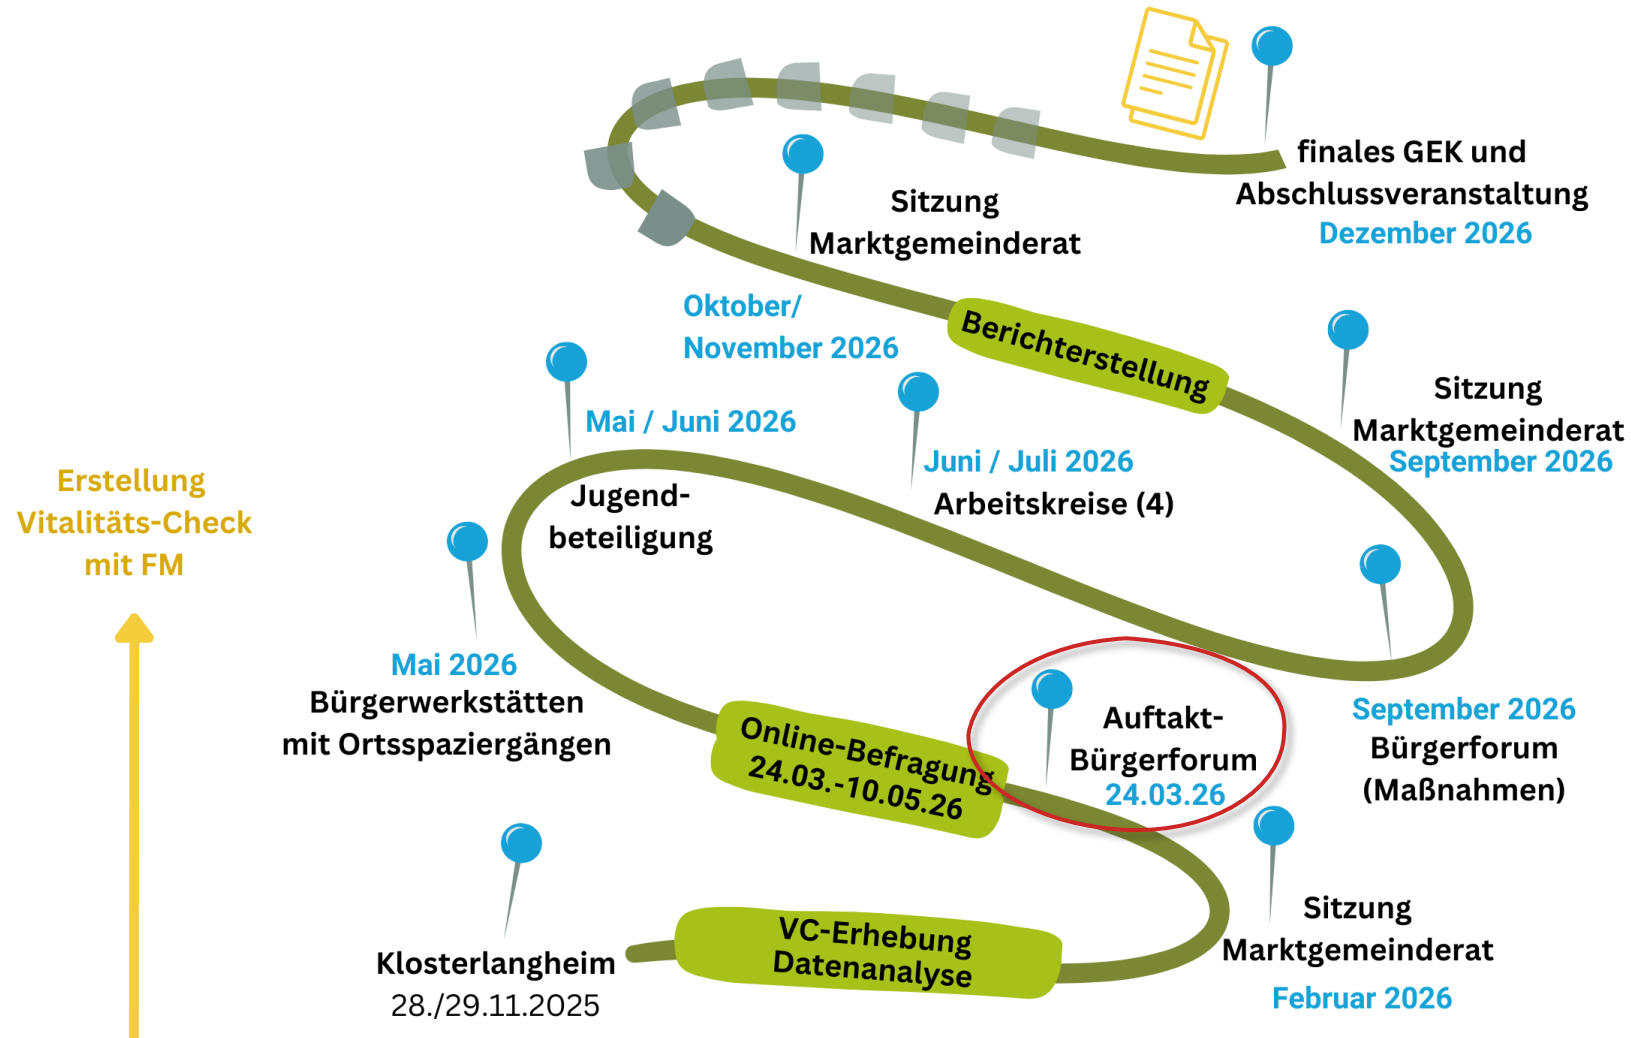 finales GEK und
Abschlussveranstaltung
Dezember 2026
Sitzung
Marktgemeinderat
Oktober/
November 2026
Berichterstellung
Sitzung
Marktgemeinderat
September 2026
Mai / Juni 2026
Jugend-
beteiligung
Juni / Juli 2026
Arbeitskreise (4)
Erstellung
Vitalitäts-Check
mit FM
Mai 2026
Bürgerwerkstätten
mit Ortsspaziergängen
Online-Befragung
24.03.-10.05.26
Auftakt-
Bürgerforum
24.03.26
September 2026
Bürgerforum
(Maßnahmen)
Klosterlangheim
28./29.11.2025
VC-Erhebung
Datenanalyse
Sitzung
Marktgemeinderat
Februar 2026